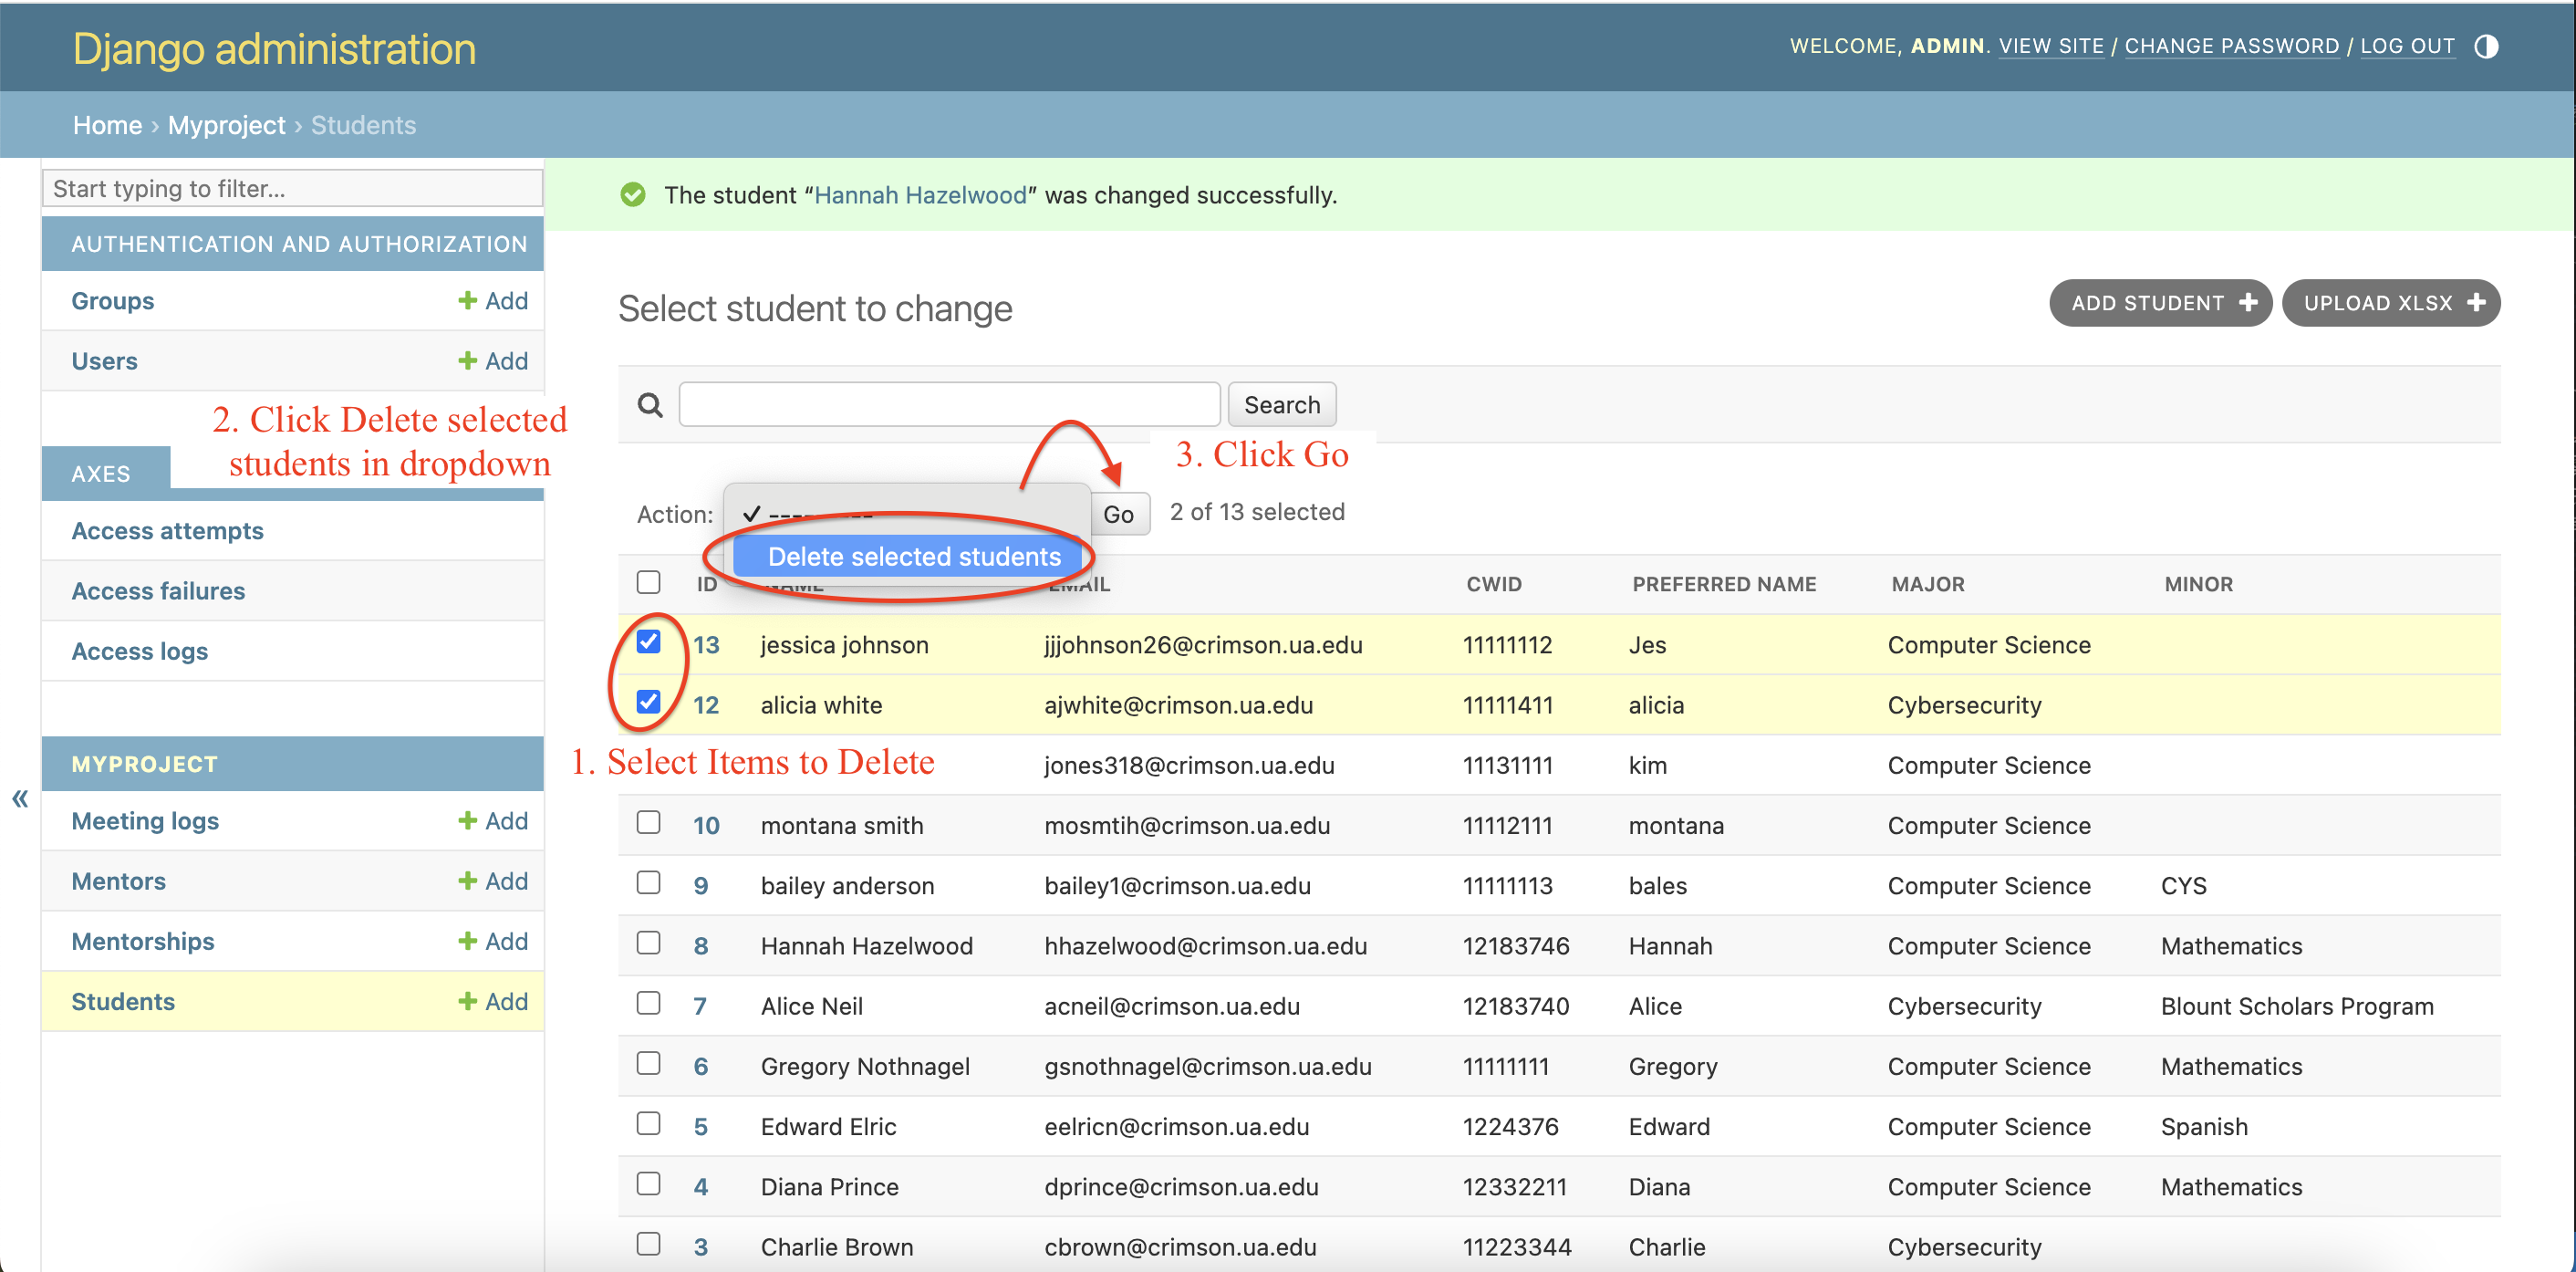 Django administration
WELCOME, ADMIN. VIEW SITE / CHANGE PASSWORD / LOG OUT
Home › Myproject › Students
Start typing to filter...
The student “Hannah Hazelwood” was changed successfully.
AUTHENTICATION AND AUTHORIZATION
Groups + Add
Users + Add
2. Click Delete selected
students in dropdown
AXES
Access attempts
Access failures
Access logs
MYPROJECT
«
Meeting logs + Add
Mentors + Add
Mentorships + Add
Students + Add
Select student to change
ADD STUDENT +
UPLOAD XLSX +
Search
3. Click Go
Action: ✓ ---------
Delete selected students
Go
2 of 13 selected
ID NAME EMAIL CWID PREFERRED NAME MAJOR MINOR
13 jessica johnson jjjohnson26@crimson.ua.edu 11111112 Jes Computer Science
12 alicia white ajwhite@crimson.ua.edu 11111411 alicia Cybersecurity
1. Select Items to Delete
jones318@crimson.ua.edu 11131111 kim Computer Science
10 montana smith mosmtih@crimson.ua.edu 11112111 montana Computer Science
9 bailey anderson bailey1@crimson.ua.edu 11111113 bales Computer Science CYS
8 Hannah Hazelwood hhazelwood@crimson.ua.edu 12183746 Hannah Computer Science Mathematics
7 Alice Neil acneil@crimson.ua.edu 12183740 Alice Cybersecurity Blount Scholars Program
6 Gregory Nothnagel gsnothnagel@crimson.ua.edu 11111111 Gregory Computer Science Mathematics
5 Edward Elric eelricn@crimson.ua.edu 1224376 Edward Computer Science Spanish
4 Diana Prince dprince@crimson.ua.edu 12332211 Diana Computer Science Mathematics
3 Charlie Brown cbrown@crimson.ua.edu 11223344 Charlie Cybersecurity